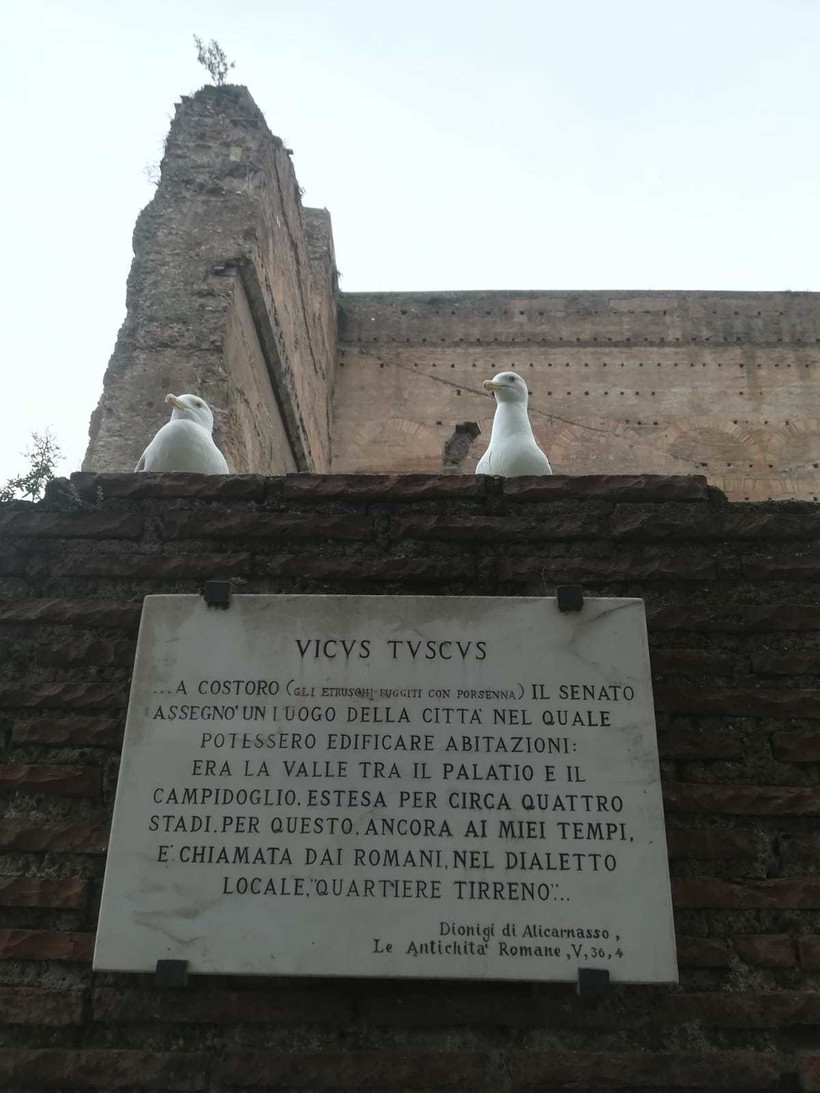 VICVS TVSCVS
...A COSTORO (GLI ETRUSCHI FUGGITI CON PORSENNA) IL SENATO
ASSEGNO' UN LUOGO DELLA CITTA' NEL QUALE
POTESSERO EDIFICARE ABITAZIONI:
ERA LA VALLE TRA IL PALATIO E IL
CAMPIDOGLIO, ESTESA PER CIRCA QUATTRO
STADI. PER QUESTO, ANCORA AI MIEI TEMPI,
E' CHIAMATA DAI ROMANI, NEL DIALETTO
LOCALE, "QUARTIERE TIRRENO"...
Dionigi di Alicarnasso,
Le Antichita' Romane, V, 36, 4